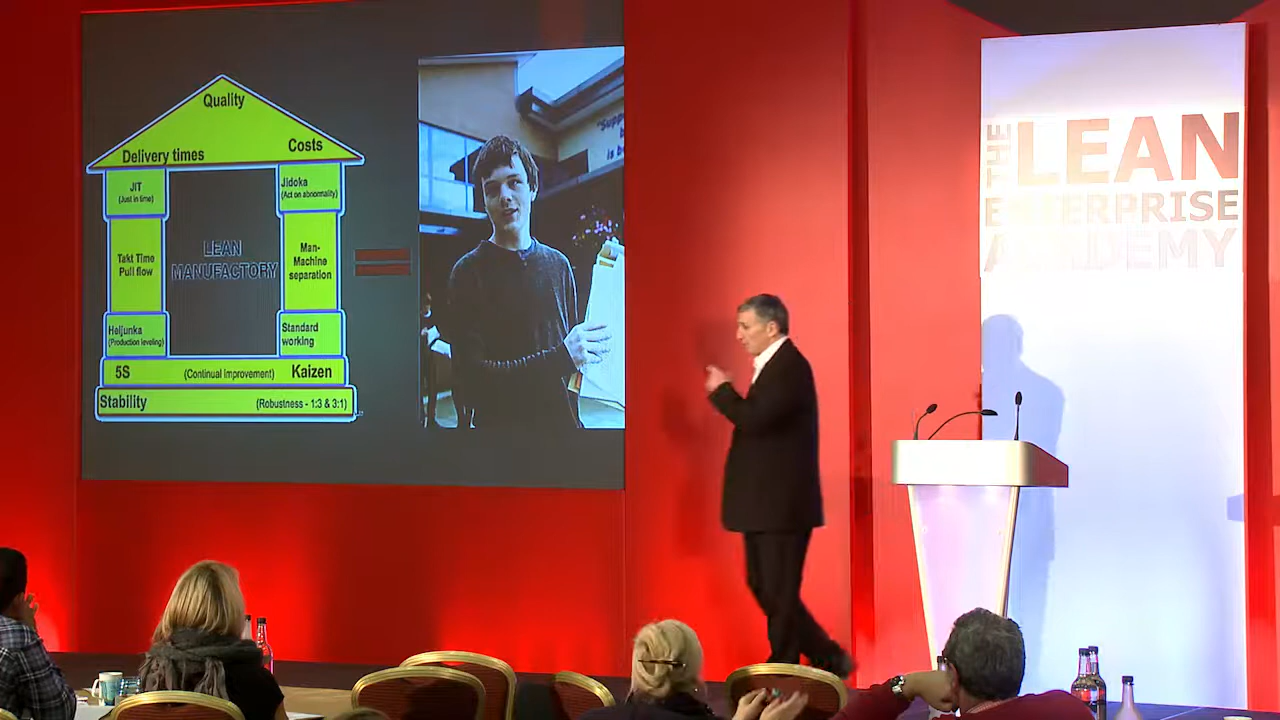 Quality
Delivery times
Costs
JIT
(Just in time)
Jidoka
(Act on abnormality)
Takt Time
Pull flow
LEAN
MANUFACTORY
Man-
Machine
separation
Heijunka
(Production leveling)
Standard
working
5S (Continual Improvement) Kaizen
Stability (Robustness - 1:3 & 3:1)
"Supp
b
is b
THE LEAN
ENTERPRISE
ACADEMY